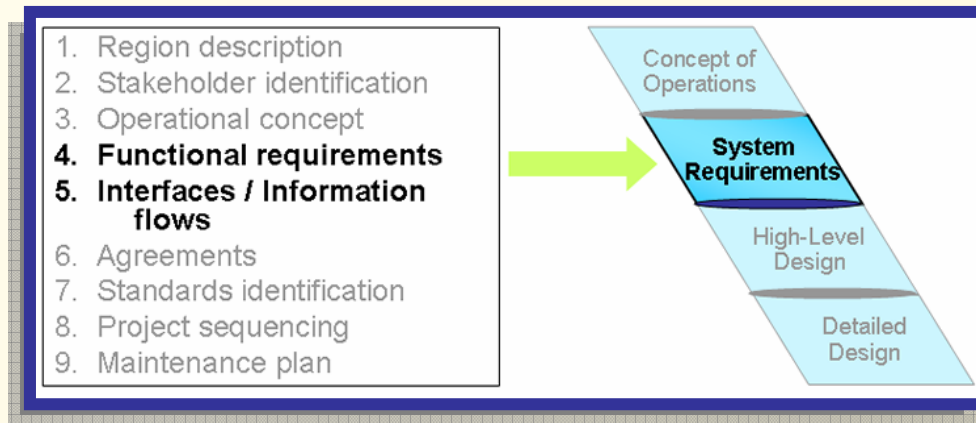 1. Region description
2. Stakeholder identification
3. Operational concept
4. Functional requirements
5. Interfaces / Information
flows
6. Agreements
7. Standards identification
8. Project sequencing
9. Maintenance plan
Concept of
Operations
System
Requirements
High-Level
Design
Detailed
Design